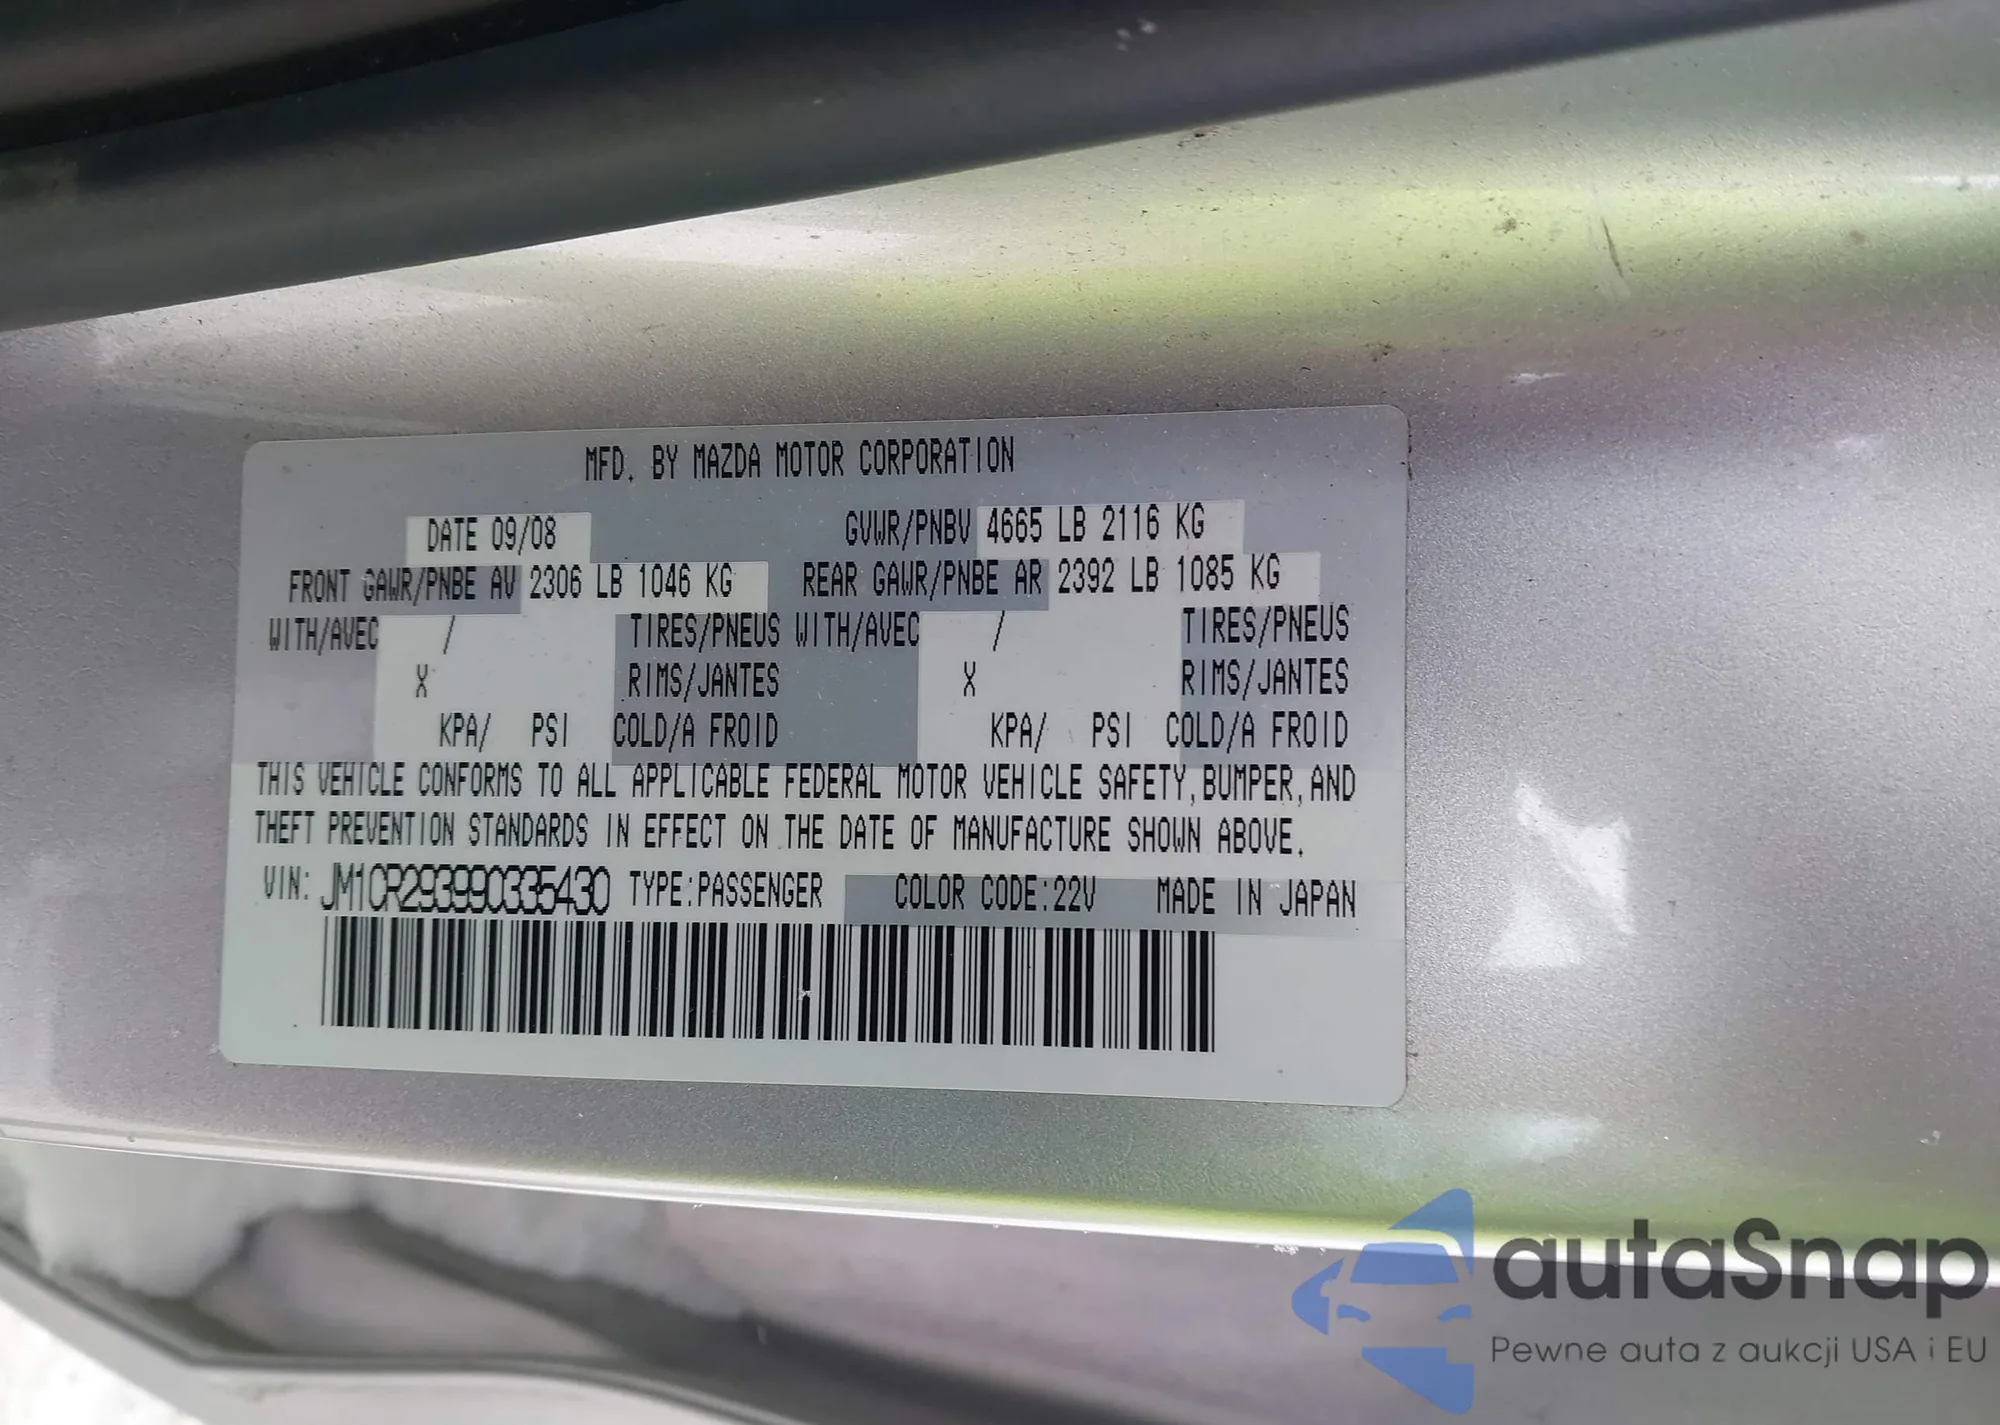 MFD. BY MAZDA MOTOR CORPORATION
DATE 09/08 GVWR/PNBV 4665 LB 2116 KG
FRONT GAWR/PNBE AV 2306 LB 1046 KG REAR GAWR/PNBE AR 2392 LB 1085 KG
WITH/AVEC / TIRES/PNEUS WITH/AVEC / TIRES/PNEUS
X RIMS/JANTES X RIMS/JANTES
KPA/ PSI COLD/A FROID KPA/ PSI COLD/A FROID
THIS VEHICLE CONFORMS TO ALL APPLICABLE FEDERAL MOTOR VEHICLE SAFETY, BUMPER, AND
THEFT PREVENTION STANDARDS IN EFFECT ON THE DATE OF MANUFACTURE SHOWN ABOVE.
VIN: JM1CR293990335430 TYPE:PASSENGER COLOR CODE:22V MADE IN JAPAN
autaSnap
Pewne auta z aukcji USA i EU